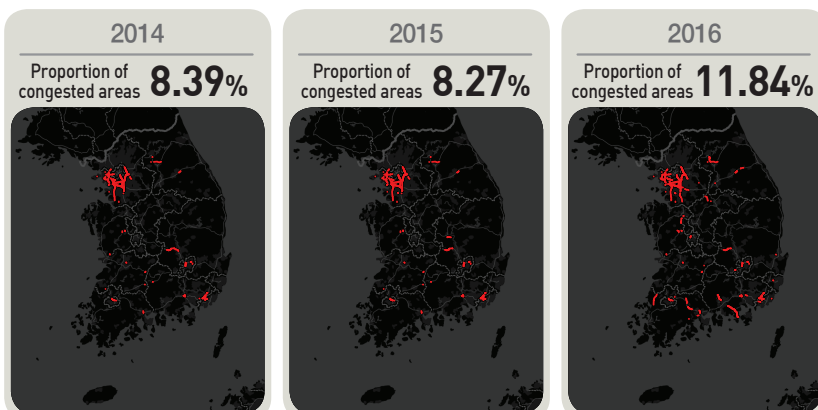 2014
Proportion of
congested areas 8.39%
2015
Proportion of
congested areas 8.27%
2016
Proportion of
congested areas 11.84%